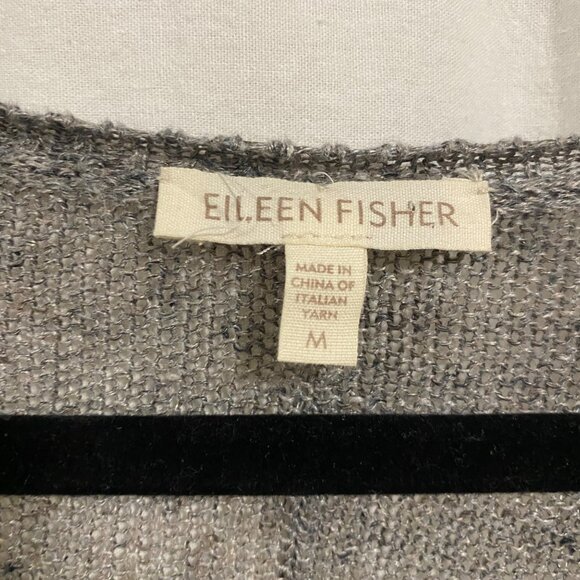 EILEEN FISHER
MADE IN
CHINA OF
ITALIAN
YARN
M